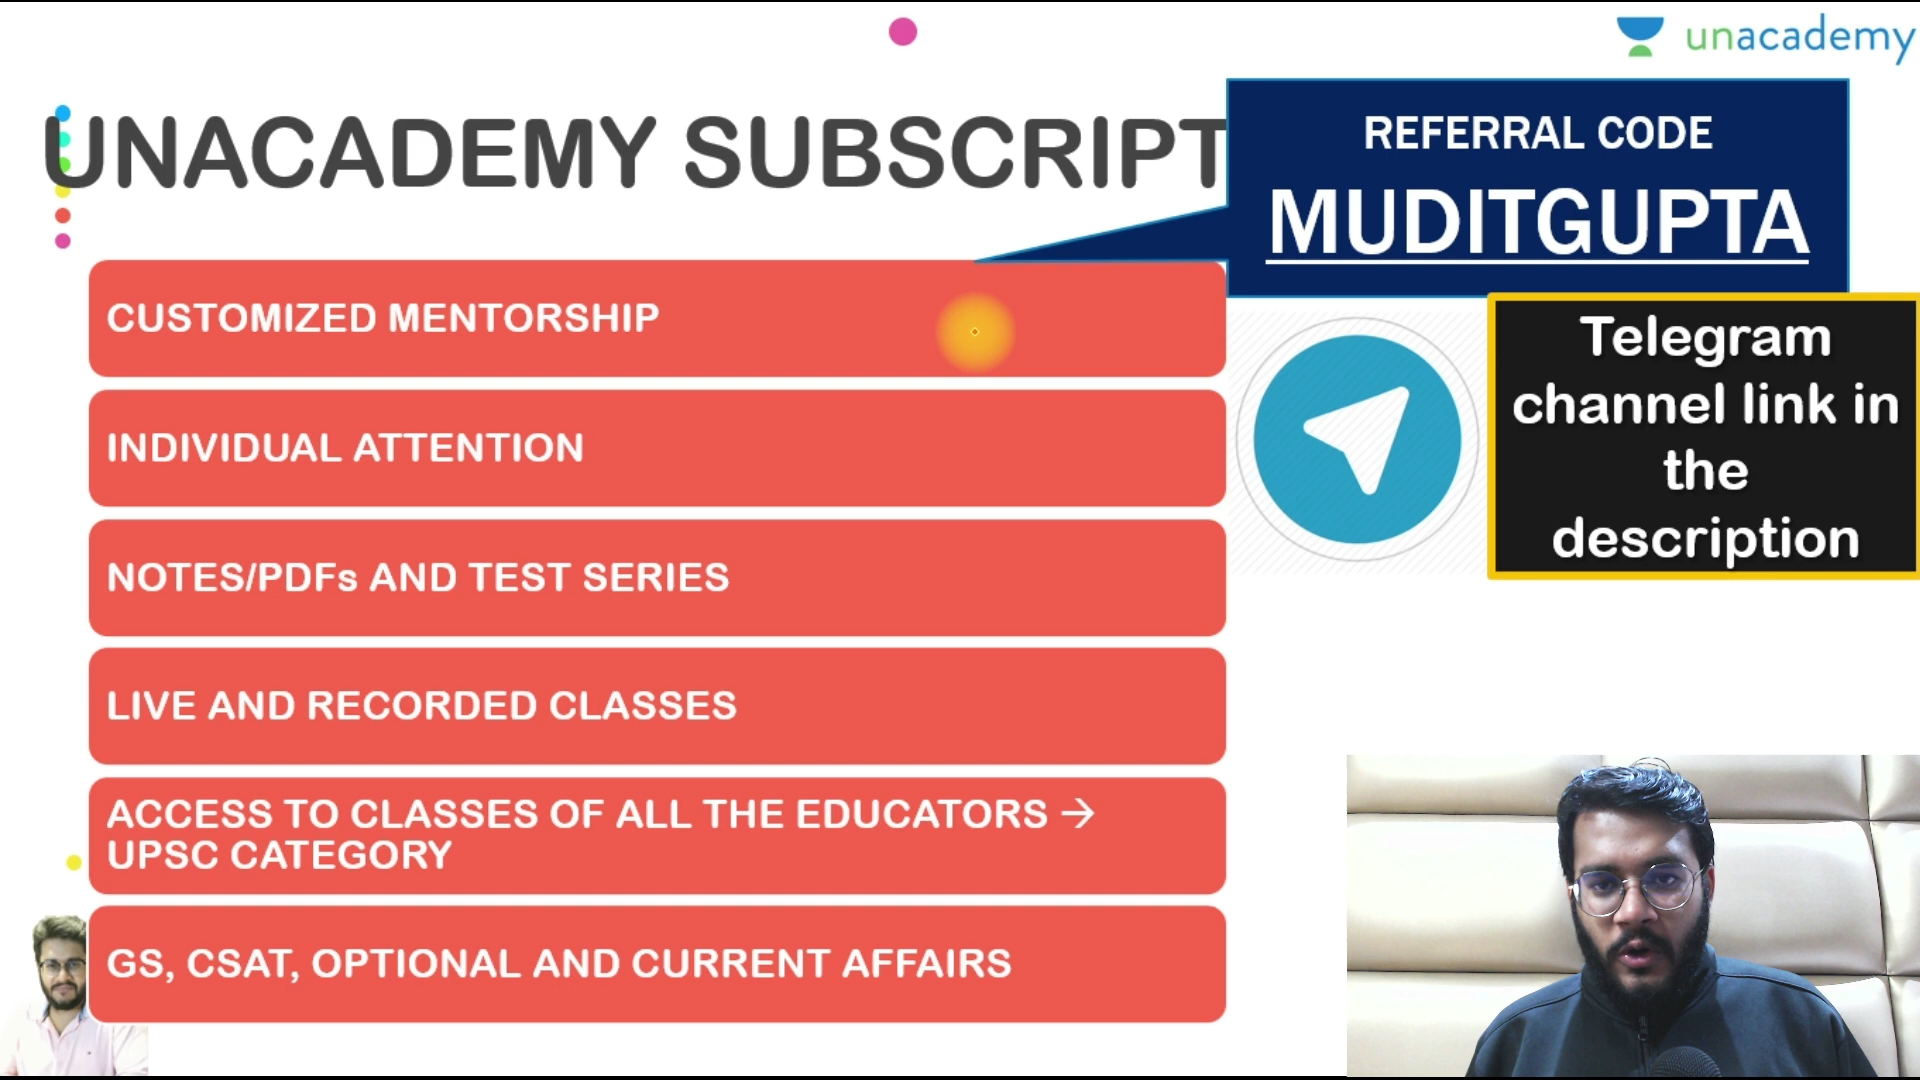 unacademy
UNACADEMY SUBSCRIPT
REFERRAL CODE
MUDITGUPTA
CUSTOMIZED MENTORSHIP
INDIVIDUAL ATTENTION
NOTES/PDFs AND TEST SERIES
LIVE AND RECORDED CLASSES
ACCESS TO CLASSES OF ALL THE EDUCATORS →
UPSC CATEGORY
GS, CSAT, OPTIONAL AND CURRENT AFFAIRS
Telegram
channel link in
the
description